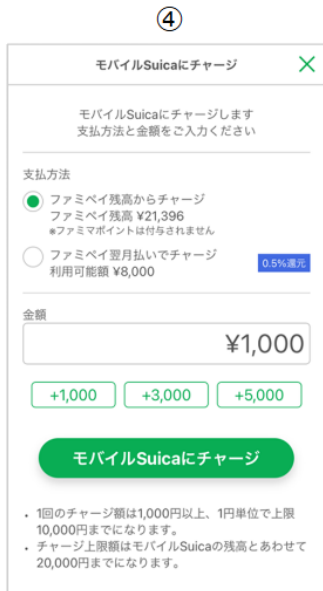 ④
モバイルSuicaにチャージ
モバイルSuicaにチャージします
支払方法と金額をご入力ください
支払方法
ファミペイ残高からチャージ
ファミペイ残高 ¥21,396
※ファミマポイントは付与されません
ファミペイ翌月払いでチャージ
利用可能額 ¥8,000
0.5%還元
金額
¥1,000
+1,000
+3,000
+5,000
モバイルSuicaにチャージ
・ 1回のチャージ額は1,000円以上、1円単位で上限
10,000円までになります。
・ チャージ上限額はモバイルSuicaの残高とあわせて
20,000円までになります。